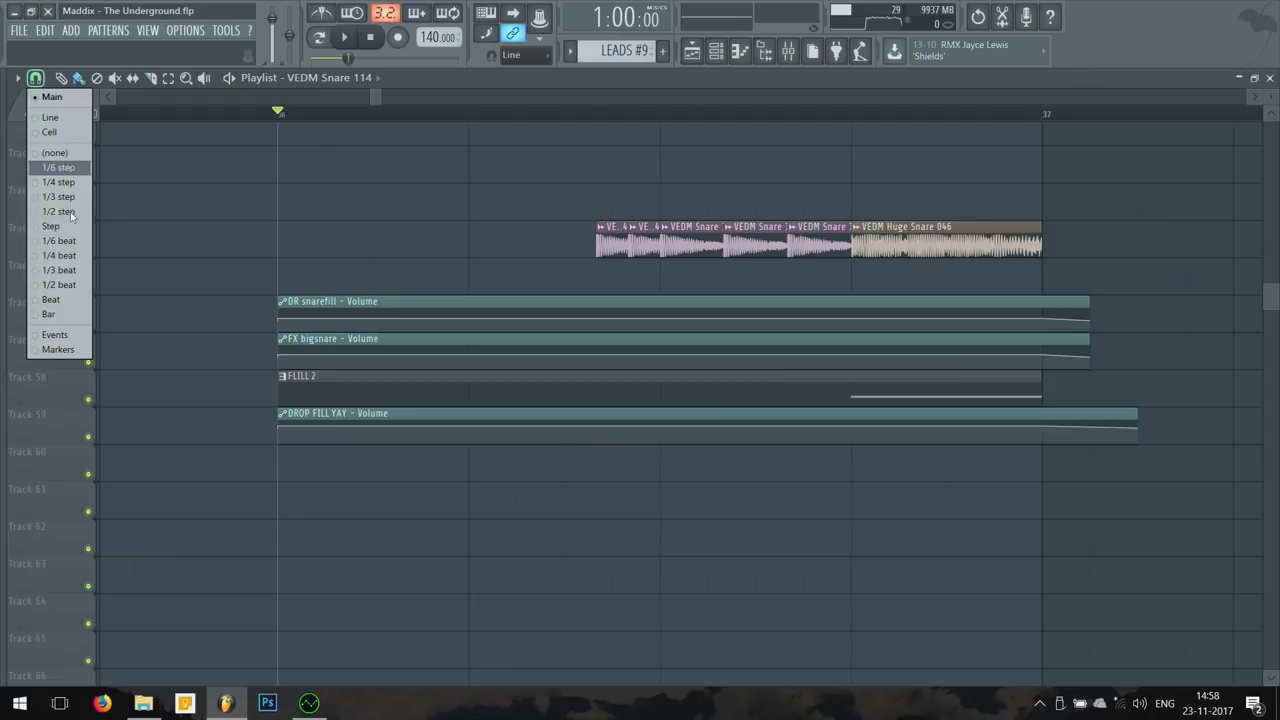 Maddix - The Underground.flp
FILE EDIT ADD PATTERNS VIEW OPTIONS TOOLS ?
3.2
140.000
1:00:00
M:S:CS
Line
LEADS #9
29
9937 MB
0
13-10 RMX Jayce Lewis
'Shields'
Playlist - VEDM Snare 114
Main
Line
Cell
(none)
1/6 step
1/4 step
1/3 step
1/2 step
Step
1/6 beat
1/4 beat
1/3 beat
1/2 beat
Beat
Bar
Events
Markers
37
VE..4
VE..4
VEDM Snare
VEDM Snare
VEDM Snare
VEDM Huge Snare 046
DR snarefill - Volume
FX bigsnare - Volume
FLILL 2
DROP FILL YAY - Volume
Track 58
Track 59
Track 60
Track 61
Track 62
Track 63
Track 64
Track 65
Track 66
Ps
ENG
14:58
23-11-2017
2